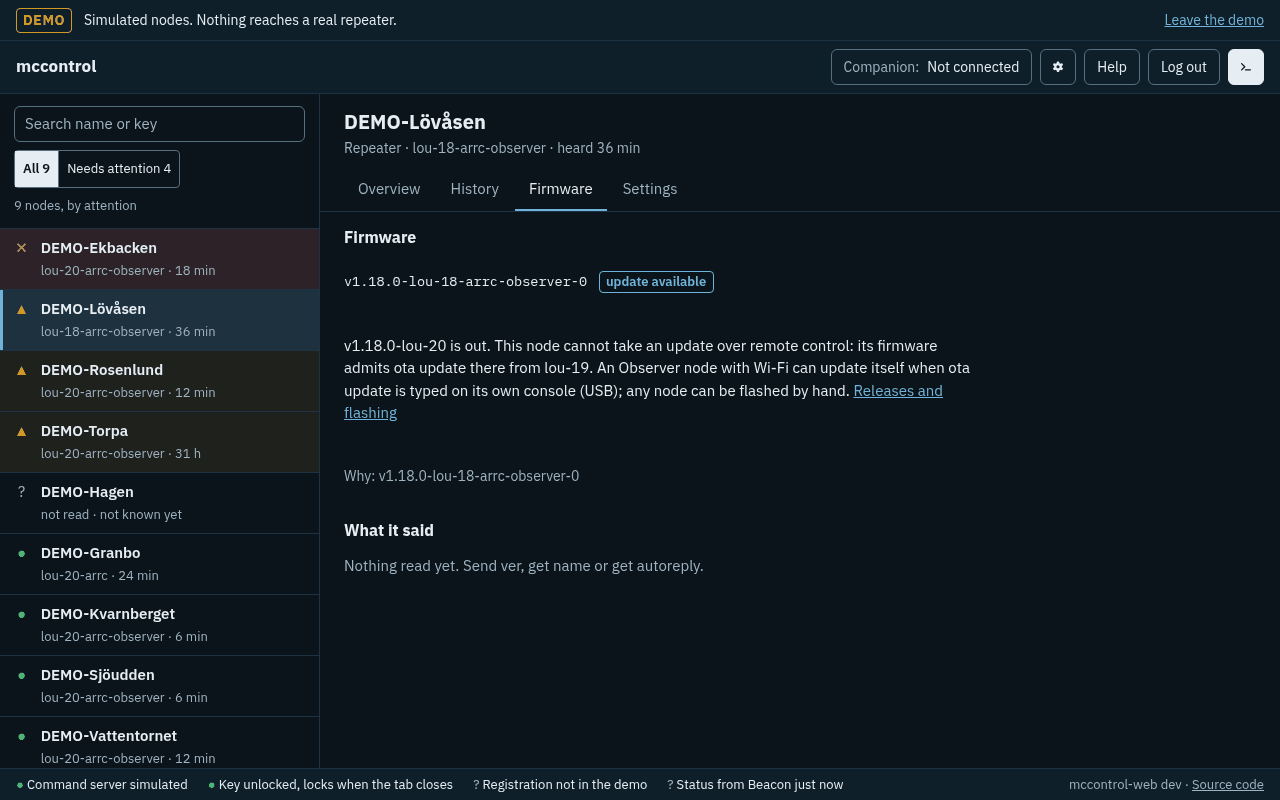 DEMO Simulated nodes. Nothing reaches a real repeater. Leave the demo
mccontrol Companion: Not connected Help Log out
Search name or key
All 9 Needs attention 4
9 nodes, by attention
DEMO-Ekbacken
lou-20-arrc-observer · 18 min
DEMO-Lövåsen
lou-18-arrc-observer · 36 min
DEMO-Rosenlund
lou-20-arrc-observer · 12 min
DEMO-Torpa
lou-20-arrc-observer · 31 h
? DEMO-Hagen
not read · not known yet
DEMO-Granbo
lou-20-arrc · 24 min
DEMO-Kvarnberget
lou-20-arrc-observer · 6 min
DEMO-Sjöudden
lou-20-arrc-observer · 6 min
DEMO-Vattentornet
lou-20-arrc-observer · 12 min
DEMO-Lövåsen
Repeater · lou-18-arrc-observer · heard 36 min
Overview History Firmware Settings
Firmware
v1.18.0-lou-18-arrc-observer-0 update available
v1.18.0-lou-20 is out. This node cannot take an update over remote control: its firmware
admits ota update there from lou-19. An Observer node with Wi-Fi can update itself when ota
update is typed on its own console (USB); any node can be flashed by hand. Releases and
flashing
Why: v1.18.0-lou-18-arrc-observer-0
What it said
Nothing read yet. Send ver, get name or get autoreply.
Command server simulated Key unlocked, locks when the tab closes ? Registration not in the demo ? Status from Beacon just now mccontrol-web dev · Source code